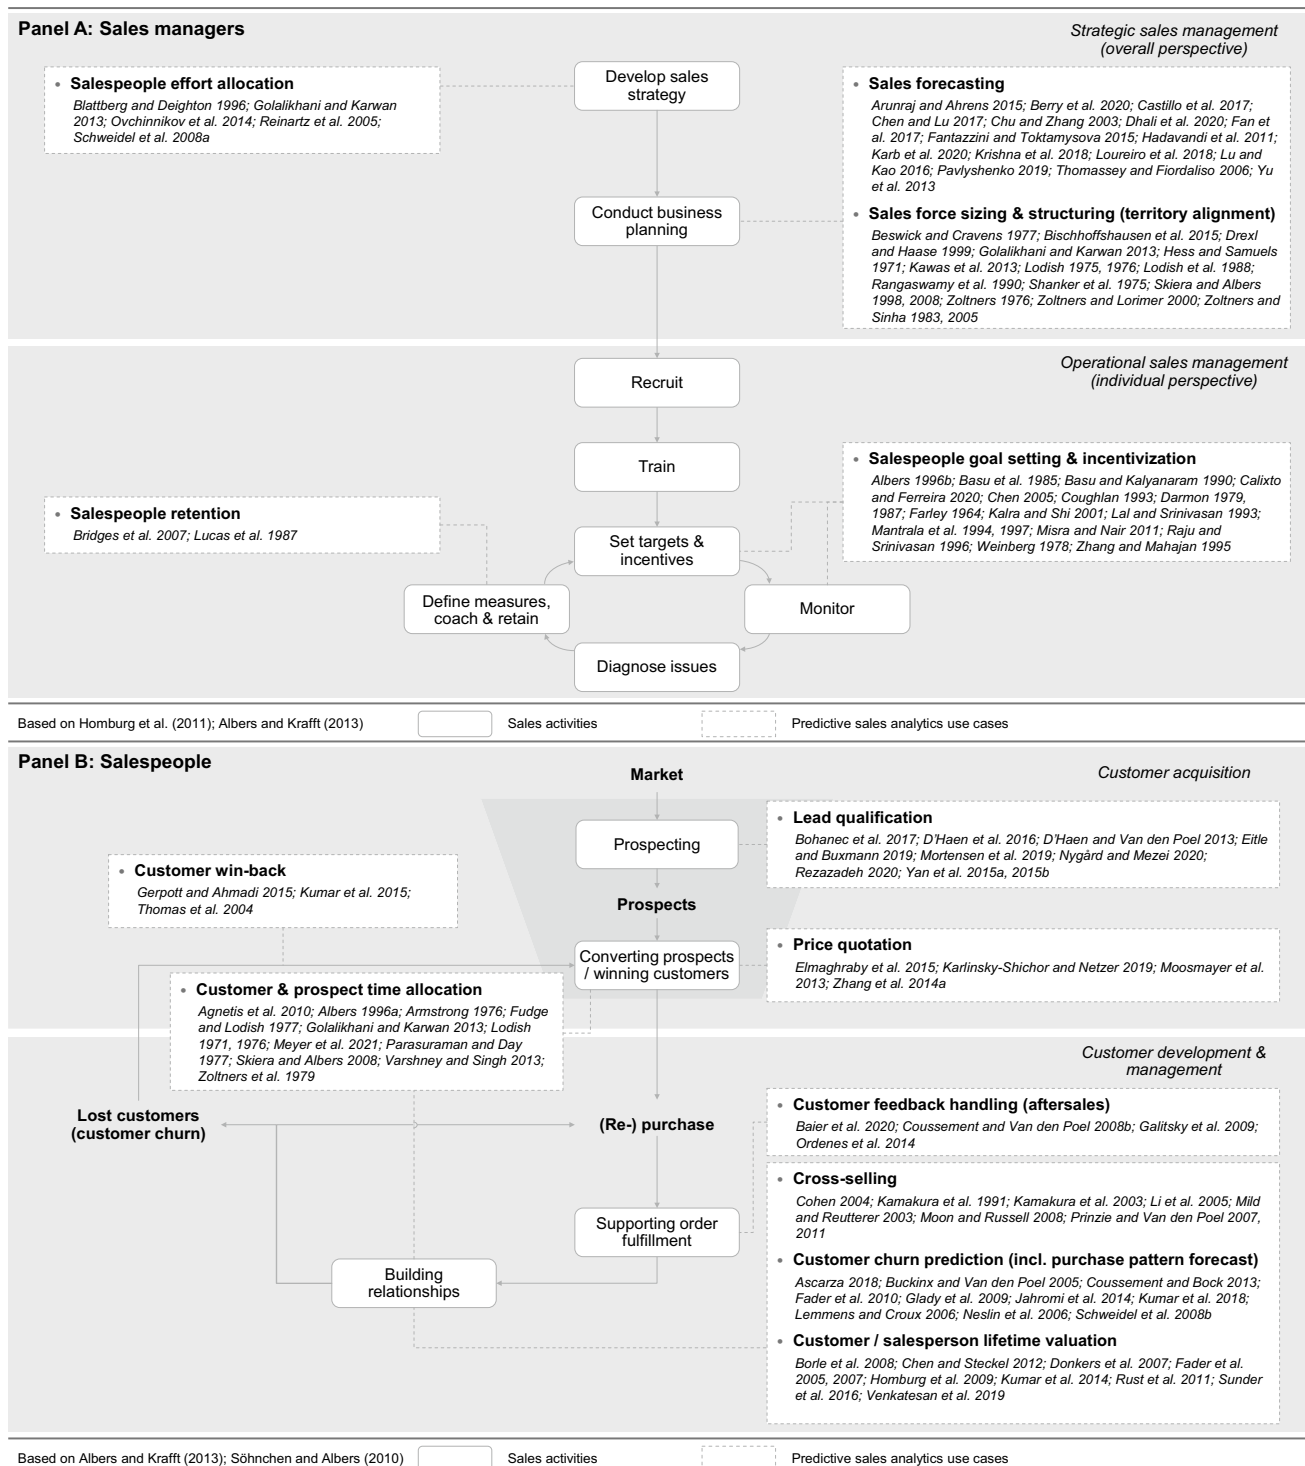 Panel A: Sales managers
Strategic sales management
(overall perspective)
• Salespeople effort allocation
Blattberg and Deighton 1996; Golalikhani and Karwan
2013; Ovchinnikov et al. 2014; Reinartz et al. 2005;
Schweidel et al. 2008a
Develop sales
strategy
• Sales forecasting
Arunraj and Ahrens 2015; Berry et al. 2020; Castillo et al. 2017;
Chen and Lu 2017; Chu and Zhang 2003; Dhali et al. 2020; Fan et
al. 2017; Fantazzini and Toktamysova 2015; Hadavandi et al. 2011;
Karb et al. 2020; Krishna et al. 2018; Loureiro et al. 2018; Lu and
Kao 2016; Pavlyshenko 2019; Thomassey and Fiordaliso 2006; Yu
et al. 2013
Conduct business
planning
• Sales force sizing & structuring (territory alignment)
Beswick and Cravens 1977; Bischhoffshausen et al. 2015; Drexl
and Haase 1999; Golalikhani and Karwan 2013; Hess and Samuels
1971; Kawas et al. 2013; Lodish 1975, 1976; Lodish et al. 1988;
Rangaswamy et al. 1990; Shanker et al. 1975; Skiera and Albers
1998, 2008; Zoltners 1976; Zoltners and Lorimer 2000; Zoltners and
Sinha 1983, 2005
Operational sales management
(individual perspective)
Recruit
Train
• Salespeople goal setting & incentivization
Albers 1996b; Basu et al. 1985; Basu and Kalyanaram 1990; Calixto
and Ferreira 2020; Chen 2005; Coughlan 1993; Darmon 1979,
1987; Farley 1964; Kalra and Shi 2001; Lal and Srinivasan 1993;
Mantrala et al. 1994, 1997; Misra and Nair 2011; Raju and
Srinivasan 1996; Weinberg 1978; Zhang and Mahajan 1995
• Salespeople retention
Bridges et al. 2007; Lucas et al. 1987
Set targets &
incentives
Define measures,
coach & retain
Monitor
Diagnose issues
Based on Homburg et al. (2011); Albers and Krafft (2013)
Sales activities
Predictive sales analytics use cases
Panel B: Salespeople
Market
Customer acquisition
Prospecting
• Lead qualification
Bohanec et al. 2017; D'Haen et al. 2016; D'Haen and Van den Poel 2013; Eitle
and Buxmann 2019; Mortensen et al. 2019; Nygård and Mezei 2020;
Rezazadeh 2020; Yan et al. 2015a, 2015b
• Customer win-back
Gerpott and Ahmadi 2015; Kumar et al. 2015;
Thomas et al. 2004
Prospects
Converting prospects
/ winning customers
• Price quotation
Elmaghraby et al. 2015; Karlinsky-Shichor and Netzer 2019; Moosmayer et al.
2013; Zhang et al. 2014a
• Customer & prospect time allocation
Agnetis et al. 2010; Albers 1996a; Armstrong 1976; Fudge
and Lodish 1977; Golalikhani and Karwan 2013; Lodish
1971, 1976; Meyer et al. 2021; Parasuraman and Day
1977; Skiera and Albers 2008; Varshney and Singh 2013;
Zoltners et al. 1979
Customer development &
management
Lost customers
(customer churn)
(Re-) purchase
• Customer feedback handling (aftersales)
Baier et al. 2020; Coussement and Van den Poel 2008b; Galitsky et al. 2009;
Ordenes et al. 2014
• Cross-selling
Cohen 2004; Kamakura et al. 1991; Kamakura et al. 2003; Li et al. 2005; Mild
and Reutterer 2003; Moon and Russell 2008; Prinzie and Van den Poel 2007,
2011
Supporting order
fulfillment
Building
relationships
• Customer churn prediction (incl. purchase pattern forecast)
Ascarza 2018; Buckinx and Van den Poel 2005; Coussement and Bock 2013;
Fader et al. 2010; Glady et al. 2009; Jahromi et al. 2014; Kumar et al. 2018;
Lemmens and Croux 2006; Neslin et al. 2006; Schweidel et al. 2008b
• Customer / salesperson lifetime valuation
Borle et al. 2008; Chen and Steckel 2012; Donkers et al. 2007; Fader et al.
2005, 2007; Homburg et al. 2009; Kumar et al. 2014; Rust et al. 2011; Sunder
et al. 2016; Venkatesan et al. 2019
Based on Albers and Krafft (2013); Söhnchen and Albers (2010)
Sales activities
Predictive sales analytics use cases